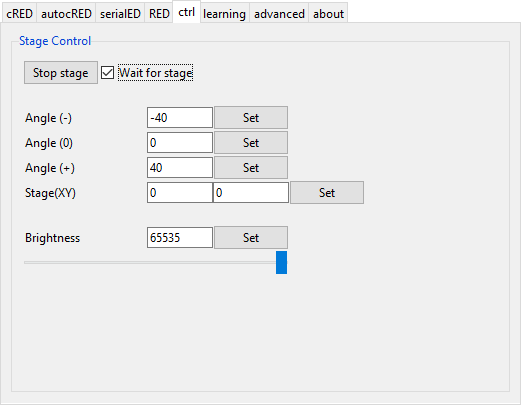 cRED autocRED serialED RED ctrl learning advanced about
Stage Control
Stop stage Wait for stage
Angle (-) -40 Set
Angle (0) 0 Set
Angle (+) 40 Set
Stage(XY) 0 0 Set
Brightness 65535 Set